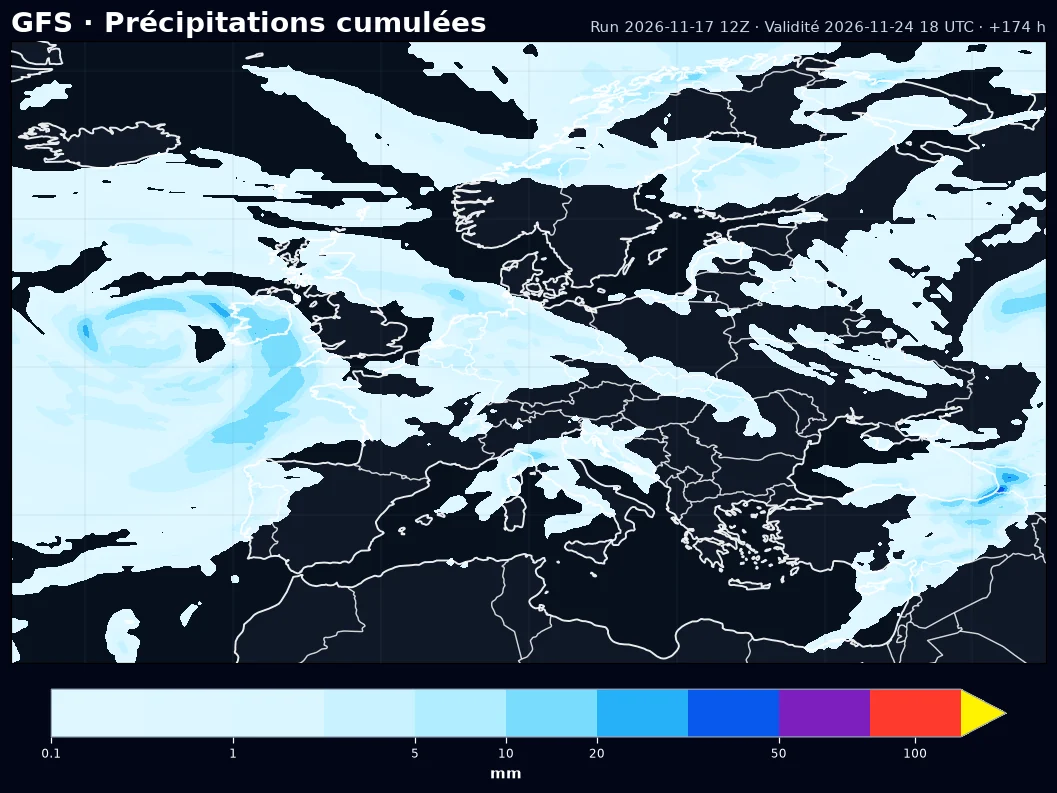 GFS · Précipitations cumulées
Run 2026-11-17 12Z · Validité 2026-11-24 18 UTC · +174 h
0.1 1 5 10 20 50 100
mm